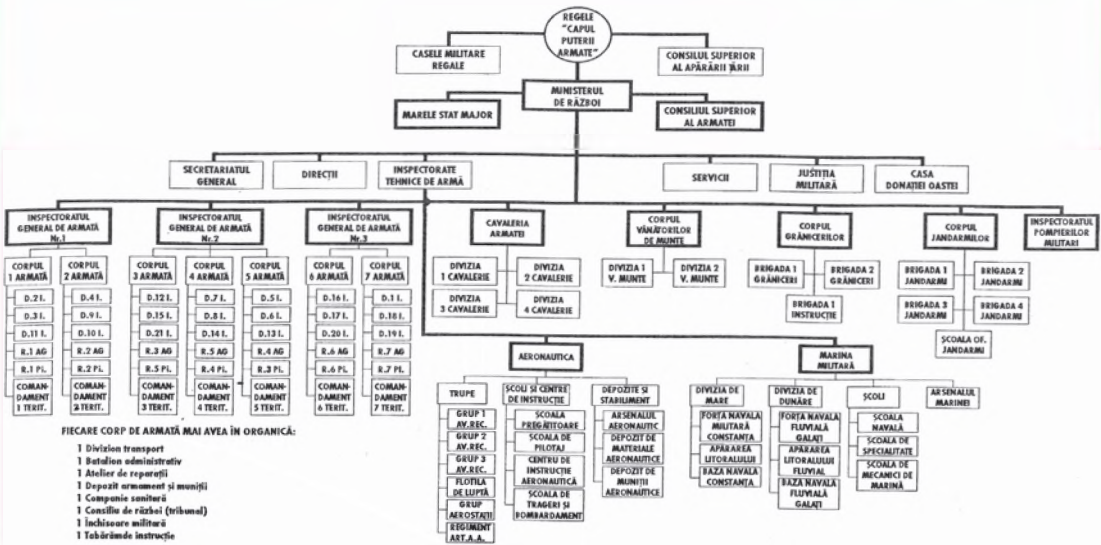 REGELE
"CAPUL
PUTERII
ARMATE"
CASELE MILITARE
REGALE
CONSILUL SUPERIOR
AL APĂRĂRII ȚĂRII
MINISTERUL
DE RĂZBOI
MARELE STAT MAJOR
CONSILIUL SUPERIOR
AL ARMATEI
SECRETARIATUL
GENERAL
DIRECȚII
INSPECTORATE
TEHNICE DE ARMĂ
SERVICII
JUSTIȚIA
MILITARĂ
CASA
DONAȚIEI OASTEI
INSPECTORATUL
GENERAL DE ARMATĂ
Nr.1
INSPECTORATUL
GENERAL DE ARMATĂ
Nr.2
INSPECTORATUL
GENERAL DE ARMATĂ
Nr.3
CAVALERIA
ARMATEI
CORPUL
VÂNĂTORILOR
DE MUNTE
CORPUL
GRĂNICERILOR
CORPUL
JANDARMILOR
INSPECTORATUL
POMPIERILOR
MILITARI
CORPUL
1 ARMATĂ
D.2 I.
D.3 I.
D.11 I.
R.1 AG
R.1 PI.
COMAN-
DAMENT
1 TERIT.
CORPUL
2 ARMATĂ
D.4 I.
D.9 I.
D.10 I.
R.2 AG
R.2 PI.
COMAN-
DAMENT
2 TERIT.
CORPUL
3 ARMATĂ
D.12 I.
D.15 I.
D.21 I.
R.3 AG
R.5 PI.
COMAN-
DAMENT
3 TERIT.
CORPUL
4 ARMATĂ
D.7 I.
D.8 I.
D.14 I.
R.5 AG
R.4 PI.
COMAN-
DAMENT
4 TERIT.
CORPUL
5 ARMATĂ
D.5 I.
D.6 I.
D.13 I.
R.4 AG
R.3 PI.
COMAN-
DAMENT
5 TERIT.
CORPUL
6 ARMATĂ
D.16 I.
D.17 I.
D.20 I.
R.6 AG
R.6 PI.
COMAN-
DAMENT
6 TERIT.
CORPUL
7 ARMATĂ
D.1 I.
D.18 I.
D.19 I.
R.7 AG
R.7 PI.
COMAN-
DAMENT
7 TERIT.
DIVIZIA
1 CAVALERIE
DIVIZIA
2 CAVALERIE
DIVIZIA
3 CAVALERIE
DIVIZIA
4 CAVALERIE
DIVIZIA 1
V. MUNTE
DIVIZIA 2
V. MUNTE
BRIGADA 1
GRĂNICERI
BRIGADA 2
GRĂNICERI
BRIGADA 1
INSTRUCȚIE
BRIGADA 1
JANDARMI
BRIGADA 2
JANDARMI
BRIGADA 3
JANDARMI
BRIGADA 4
JANDARMI
ȘCOALA OF.
JANDARMI
AERONAUTICA
MARINA
MILITARĂ
TRUPE
GRUP 1
AV.REC.
GRUP 2
AV.REC.
GRUP 3
AV.REC.
FLOTILA
DE LUPTĂ
GRUP
AEROSTAȚII
REGIMENT
ART.A.A.
ȘCOLI SI CENTRE
DE INSTRUCȚIE
ȘCOALA
PREGĂTITOARE
ȘCOALA DE
PILOTAJ
CENTRU DE
INSTRUCȚIE
AERONAUTICĂ
ȘCOALA DE
TRAGERI ȘI
BOMBARDAMENT
DEPOZITE SI
STABILIMENT
ARSENALUL
AERONAUTIC
DEPOZIT DE
MATERIALE
AERONAUTICE
DEPOZIT DE
MUNIȚII
AERONAUTICE
DIVIZIA DE
MARE
FORȚA NAVALA
MILITARĂ
CONSTANȚA
APĂRAREA
LITORALULUI
BAZA NAVALA
CONSTANȚA
DIVIZIA DE
DUNĂRE
FORȚA NAVALA
FLUVIALĂ
GALAȚI
APĂRAREA
LITORALULUI
FLUVIAL
BAZA NAVALA
FLUVIALĂ
GALAȚI
ȘCOLI
ȘCOALA
NAVALĂ
ȘCOALA DE
SPECIALITATE
ȘCOALA DE
MECANICI DE
MARINĂ
ARSENALUL
MARINEI
FIECARE CORP DE ARMATĂ MAI AVEA ÎN ORGANICĂ:
1 Divizion transport
1 Batalion administrativ
1 Atelier de reparații
1 Depozit armament și muniții
1 Companie sanitară
1 Consiliu de război (tribunal)
1 Închisoare militară
1 Tabărămde instrucție